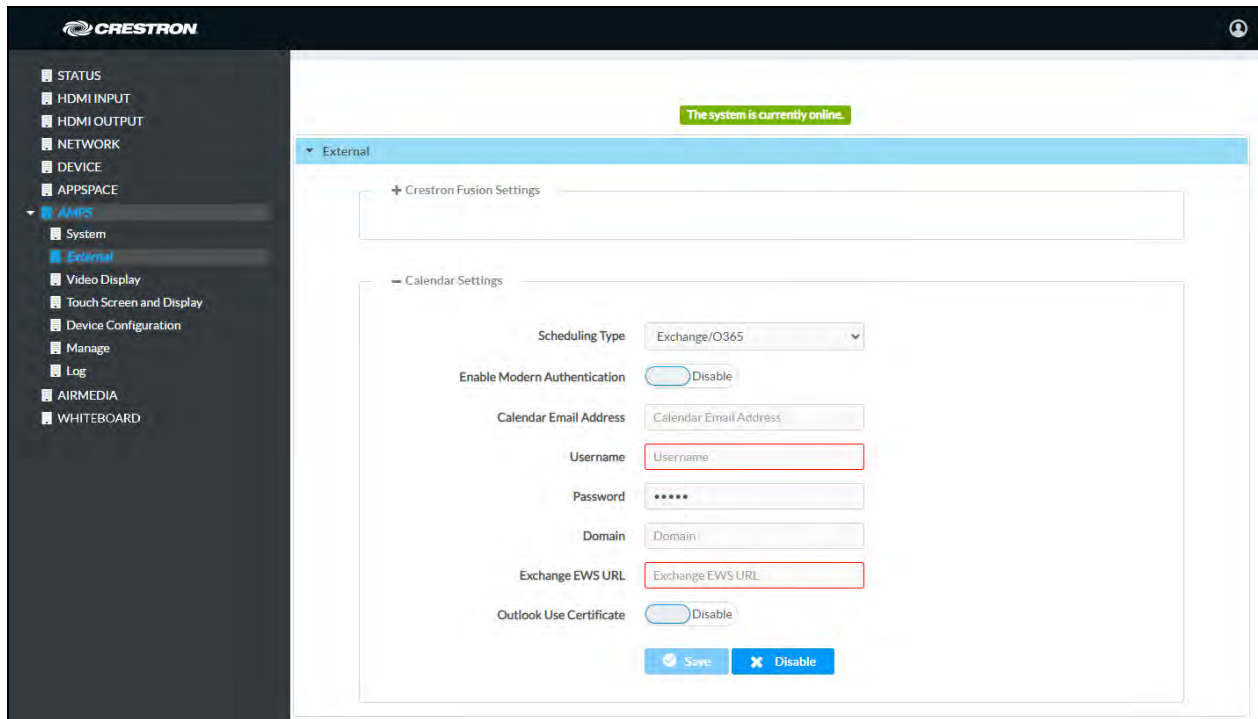 CRESTRON
STATUS
HDMI INPUT
HDMI OUTPUT
NETWORK
DEVICE
APPSPACE
AMPS
System
External
Video Display
Touch Screen and Display
Device Configuration
Manage
Log
AIRMEDIA
WHITEBOARD
The system is currently online.
External
Crestron Fusion Settings
Calendar Settings
Scheduling Type Exchange/O365
Enable Modern Authentication Disable
Calendar Email Address Calendar Email Address
Username Username
Password •••••
Domain Domain
Exchange EWS URL Exchange EWS URL
Outlook Use Certificate Disable
Save Disable